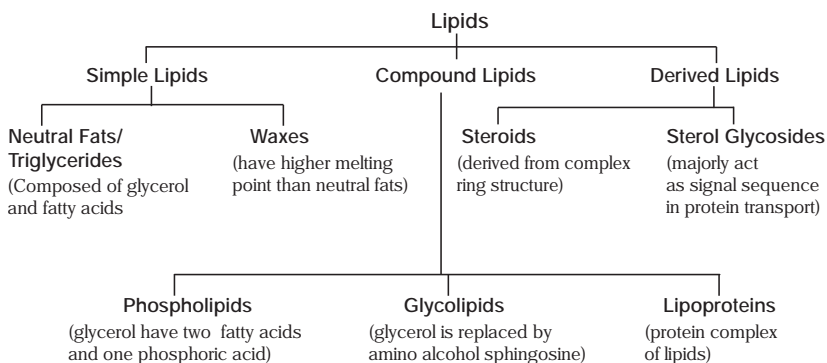 Lipids
Simple Lipids
Compound Lipids
Derived Lipids
Neutral Fats/
Triglycerides
(Composed of glycerol
and fatty acids
Waxes
(have higher melting
point than neutral fats)
Steroids
(derived from complex
ring structure)
Sterol Glycosides
(majorly act
as signal sequence
in protein transport)
Phospholipids
(glycerol have two fatty acids
and one phosphoric acid)
Glycolipids
(glycerol is replaced by
amino alcohol sphingosine)
Lipoproteins
(protein complex
of lipids)